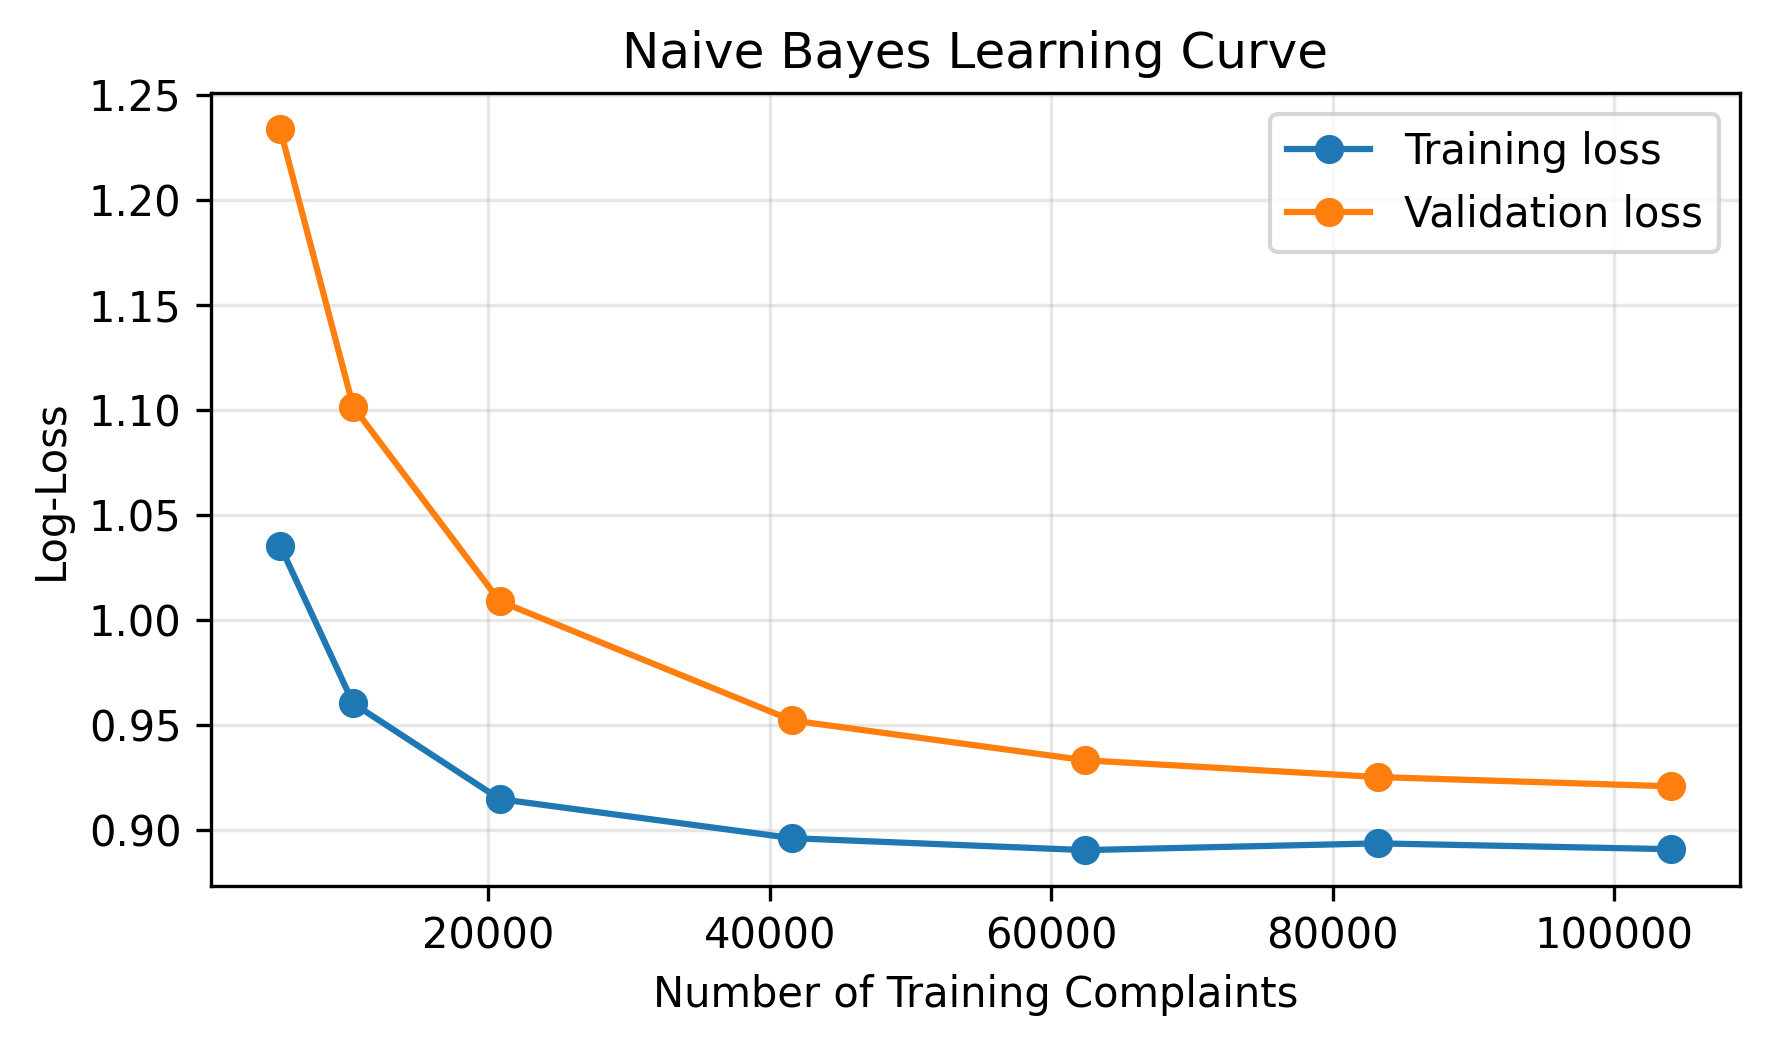 Naive Bayes Learning Curve
1.25
1.20
1.15
1.10
1.05
1.00
0.95
0.90
Log-Loss
Training loss
Validation loss
20000 40000 60000 80000 100000
Number of Training Complaints